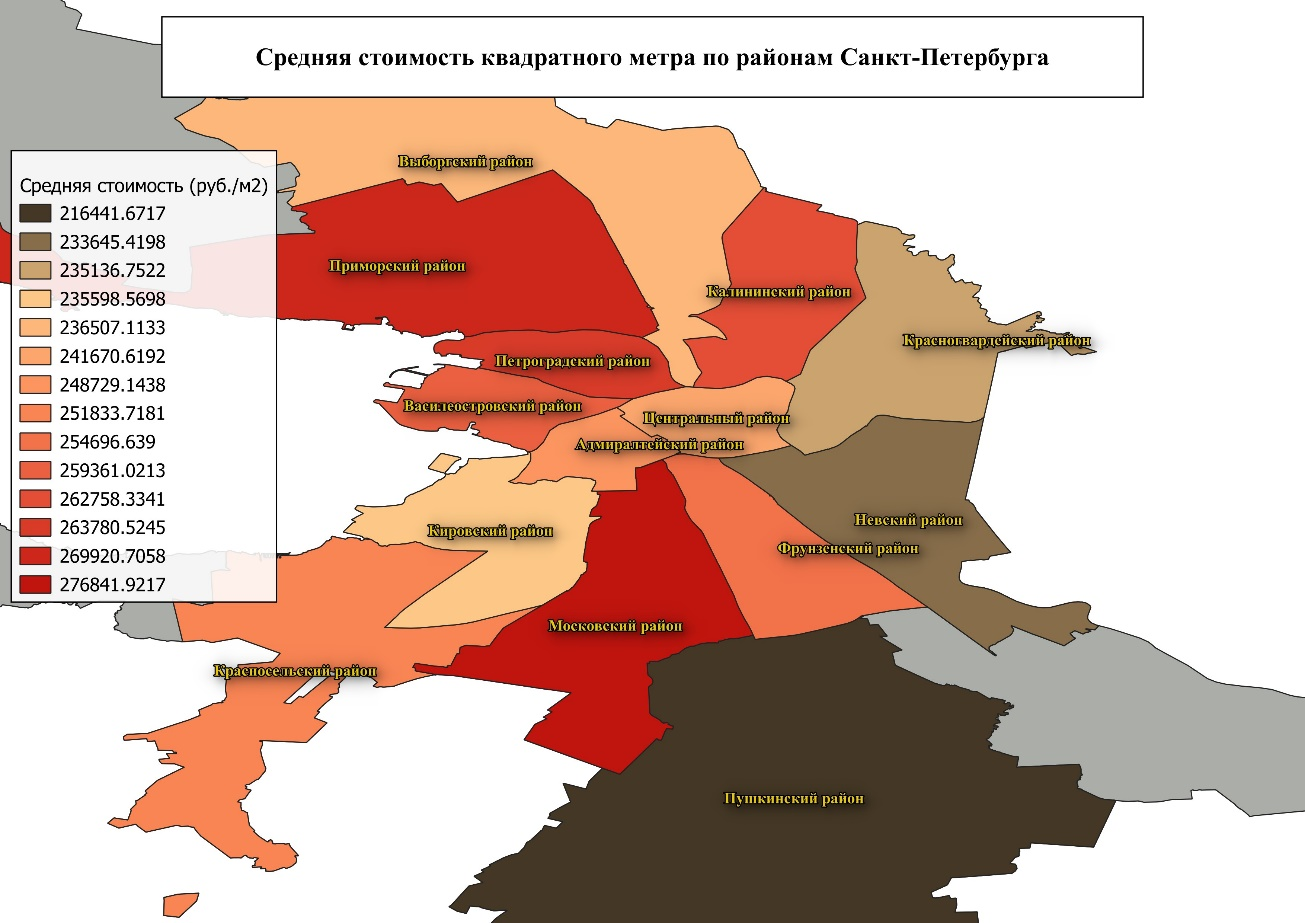 Средняя стоимость квадратного метра по районам Санкт-Петербурга
Выборгский район
Средняя стоимость (руб./м2)
216441.6717
233645.4198
235136.7522
235598.5698
236507.1133
241670.6192
248729.1438
251833.7181
254696.639
259361.0213
262758.3341
263780.5245
269920.7058
276841.9217
Приморский район
Калининский район
Красногвардейский район
Петроградский район
Василеостровский район
Центральный район
Адмиралтейский район
Невский район
Кировский район
Фрунзенский район
Московский район
Красносельский район
Пушкинский район